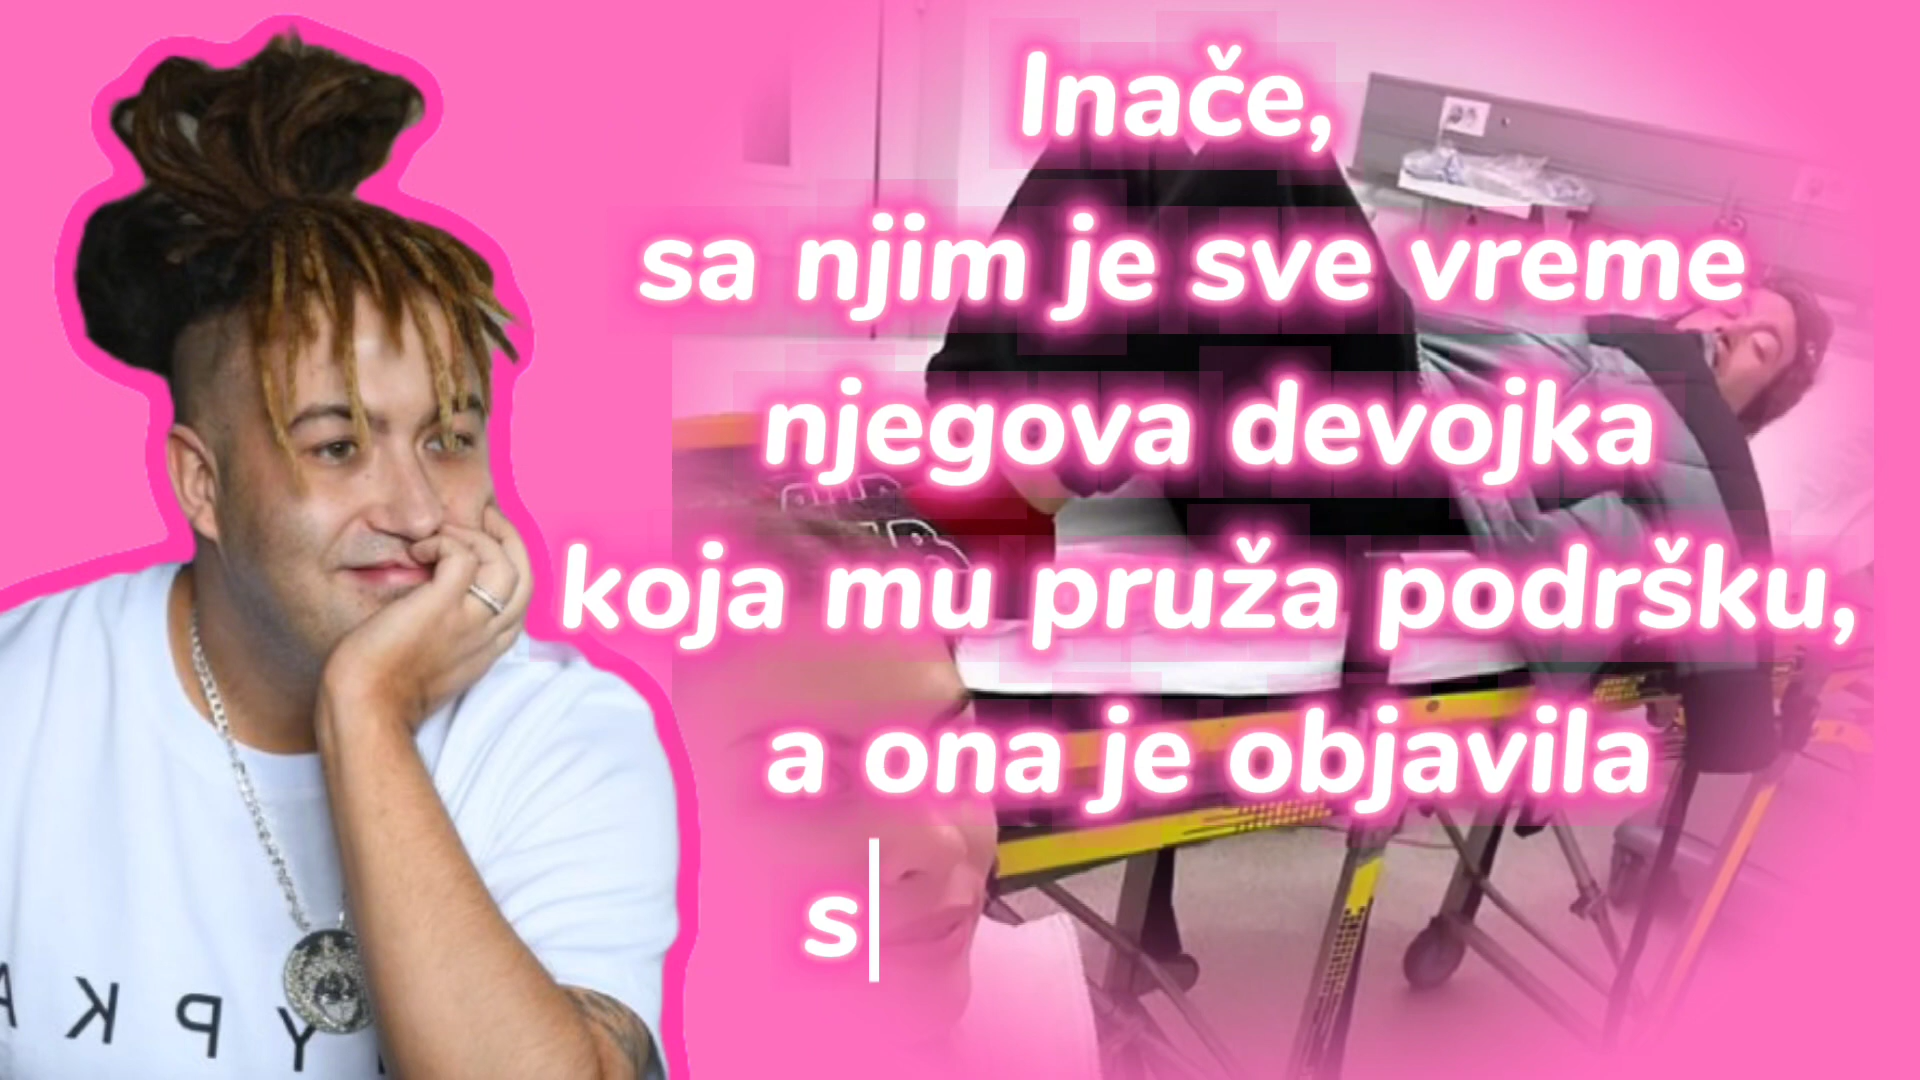 Inače,
sa njim je sve vreme
njegova devojka
koja mu pruža podršku,
a ona je objavila
s